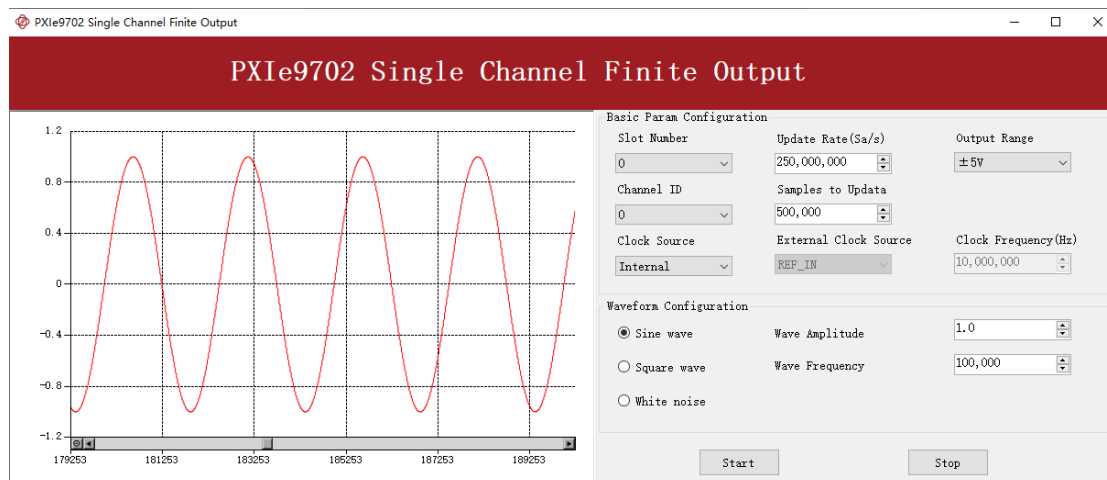 PXIe9702 Single Channel Finite Output
PXIe9702 Single Channel Finite Output
1.2
0.8
0.4
0
-0.4
-0.8
-1.2
179253 181253 183253 185253 187253 189253
Basic Param Configuration
Slot Number Update Rate(Sa/s) Output Range
0 250,000,000 ±5V
Channel ID Samples to Updata
0 500,000
Clock Source External Clock Source Clock Frequency(Hz)
Internal REF_IN 10,000,000
Waveform Configuration
Sine wave Wave Amplitude 1.0
Square wave Wave Frequency 100,000
White noise
Start Stop